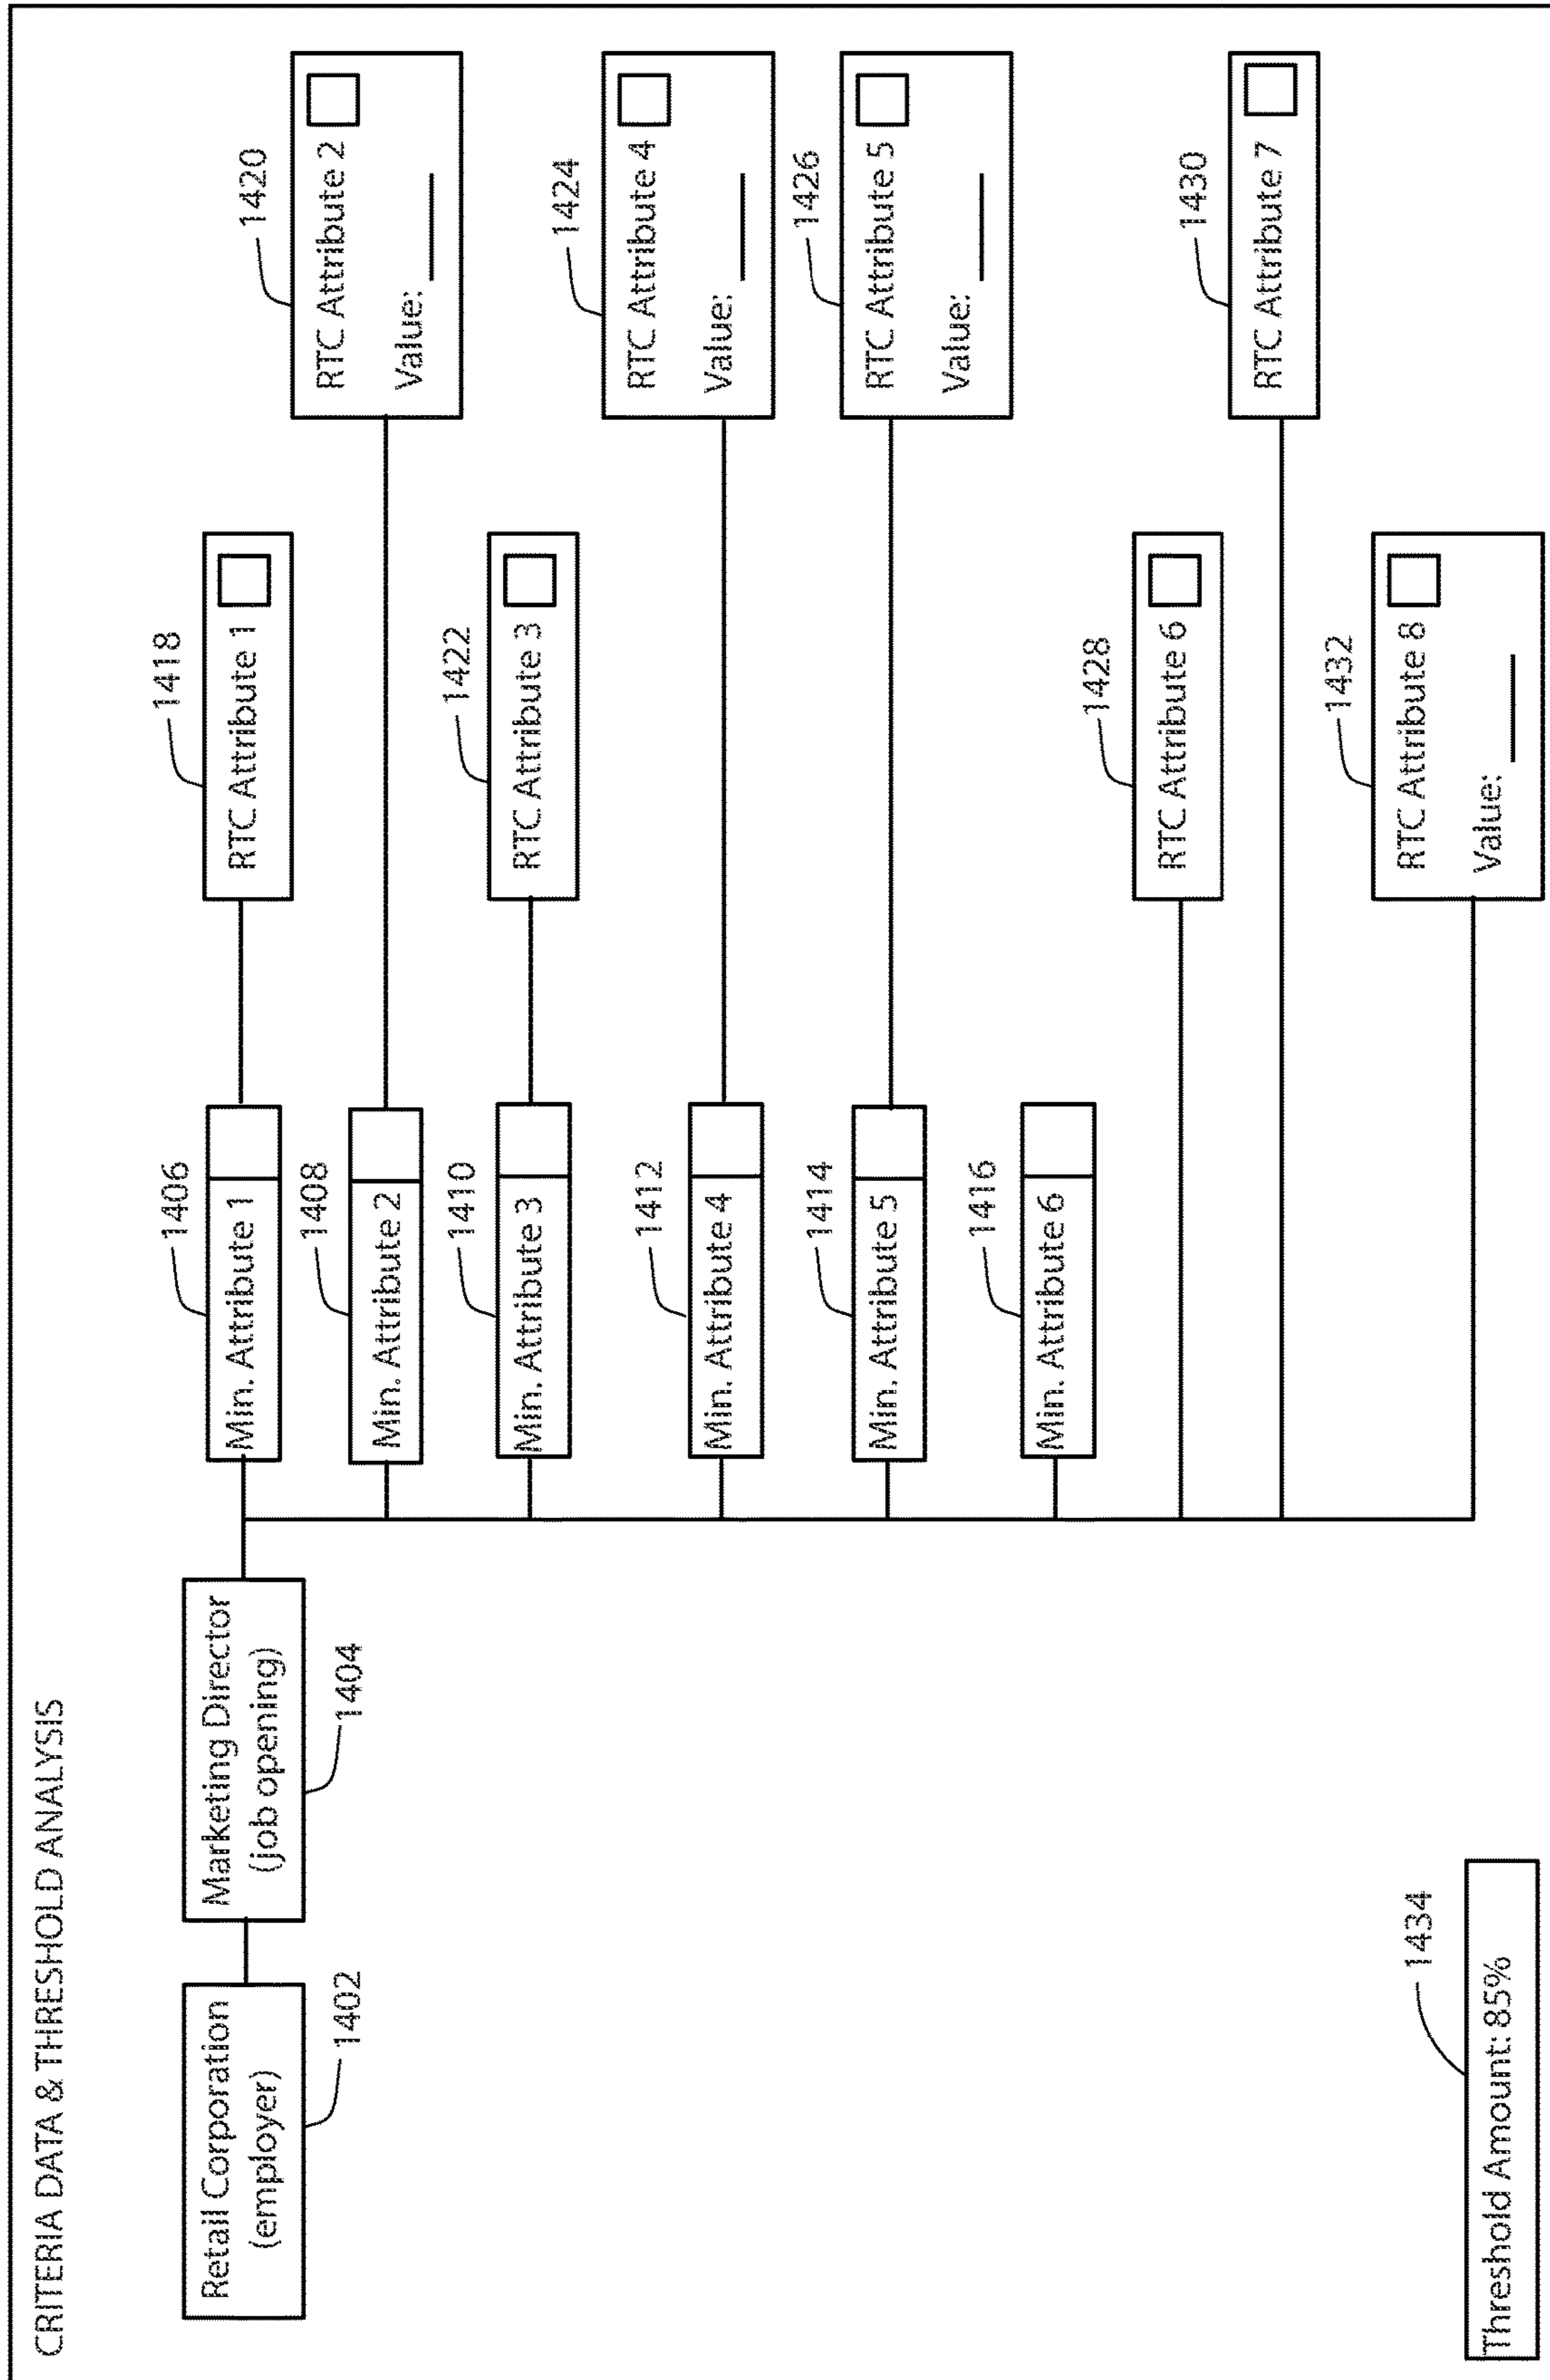 CRITERIA DATA & THRESHOLD ANALYSIS
Retail Corporation
(employer)
1402
Marketing Director
(job opening)
1404
1406
Min. Attribute 1
1418
RTC Attribute 1
1408
Min. Attribute 2
1420
RTC Attribute 2
Value:
1410
Min. Attribute 3
1422
RTC Attribute 3
1412
Min. Attribute 4
1424
RTC Attribute 4
Value:
1414
Min. Attribute 5
1426
RTC Attribute 5
Value:
1416
Min. Attribute 6
1428
RTC Attribute 6
1430
RTC Attribute 7
1432
RTC Attribute 8
Value:
1434
Threshold Amount: 85%